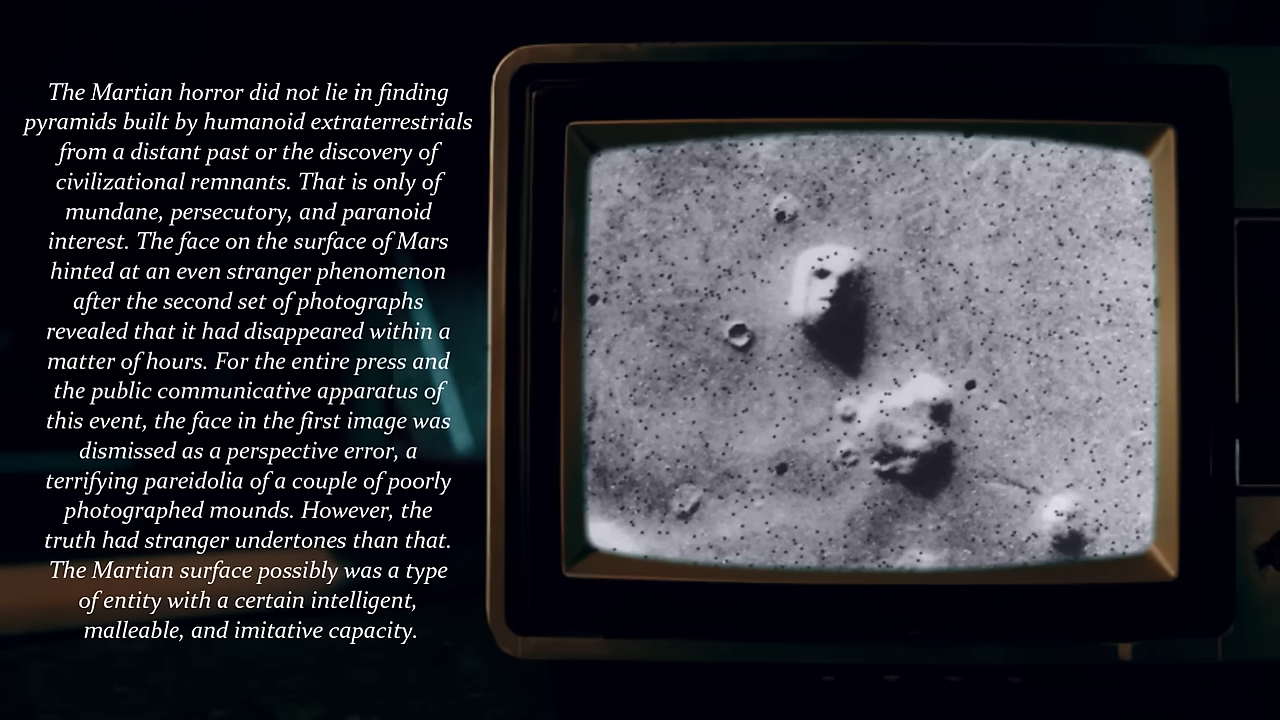 The Martian horror did not lie in finding
pyramids built by humanoid extraterrestrials
from a distant past or the discovery of
civilizational remnants. That is only of
mundane, persecutory, and paranoid
interest. The face on the surface of Mars
hinted at an even stranger phenomenon
after the second set of photographs
revealed that it had disappeared within a
matter of hours. For the entire press and
the public communicative apparatus of
this event, the face in the first image was
dismissed as a perspective error, a
terrifying pareidolia of a couple of poorly
photographed mounds. However, the
truth had stranger undertones than that.
The Martian surface possibly was a type
of entity with a certain intelligent,
malleable, and imitative capacity.